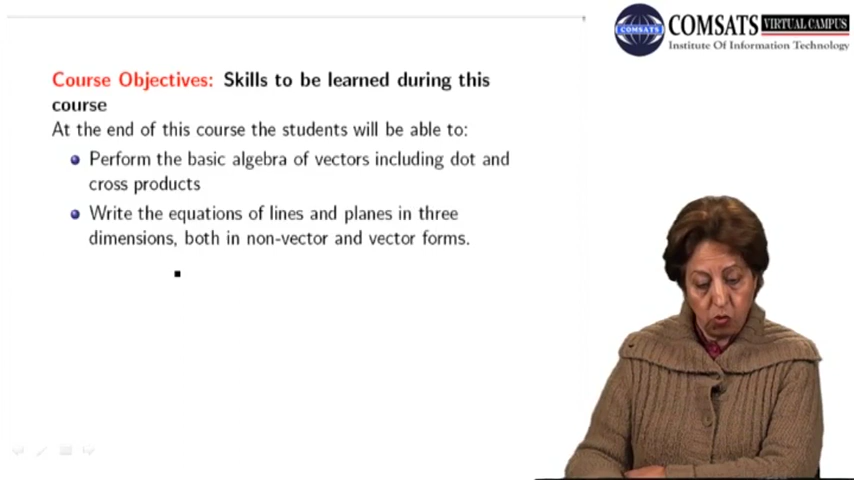 COMSATS VIRTUAL CAMPUS
COMSATS
Institute Of Information Technology
Course Objectives: Skills to be learned during this
course
At the end of this course the students will be able to:
Perform the basic algebra of vectors including dot and
cross products
Write the equations of lines and planes in three
dimensions, both in non-vector and vector forms.